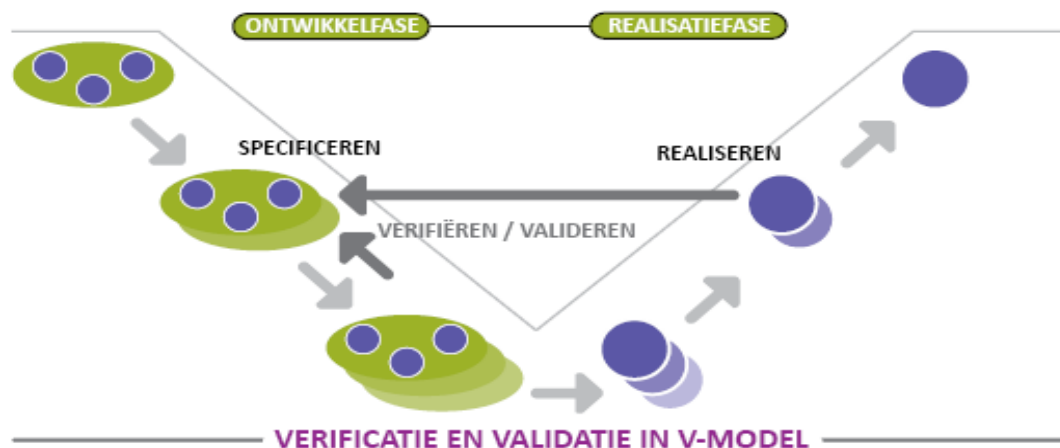 ONTWIKKELFASE
REALISATIEFASE
SPECIFICEREN
REALISEREN
VERIFIËREN / VALIDEREN
VERIFICATIE EN VALIDATIE IN V-MODEL